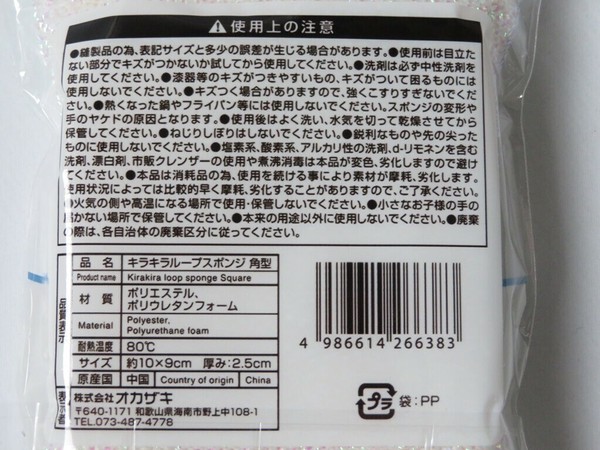 ⚠使用上の注意
●縫製品の為、表記サイズと多少の誤差が生じる場合があります。●使用前は目立た
ない部分でキズがつかないか試してから使用してください。●洗剤は必ず中性洗剤を
使用してください。●漆器等のキズがつきやすいもの、キズがついて困るものには
使用しないでください。●キズつく場合がありますので、強くこすりすぎないでください。
●熱くなった鍋やフライパン等には使用しないでください。スポンジの変形や
手のヤケドの原因となります。●使用後はよく洗い、水気を切って乾燥させてから
保管してください。●ねじりしぼりはしないでください。●鋭利なものや先の尖った
ものに使用しないでください。●塩素系、酸素系、アルカリ性の洗剤、d-リモネンを含む
洗剤、漂白剤、市販クレンザーの使用や煮沸消毒は本品が変色、劣化しますので避け
てください。●本品は消耗品の為、使用を続ける事により素材が摩耗、劣化します。
使用状況によっては比較的早く摩耗、劣化することがありますので、ご了承ください。
●火気の側や高温になる場所で使用・保管しないでください。●小さなお子様の手の
届かない場所で保管してください。●本来の用途以外に使用しないでください。●廃棄
の際は、各自治体の廃棄区分に従ってください。
品質表示
品 名 キラキラループスポンジ 角型
Product name Kirakira loop sponge Square
材 質 ポリエステル、
ポリウレタンフォーム
Material Polyester,
Polyurethane foam
耐熱温度 80℃
サイズ 約10×9cm 厚み:2.5cm
原産国 中国 Country of origin China
表示者
株式会社オカザキ
〒640-1171 和歌山県海南市野上中108-1
TEL.073-487-4778
4 986614 266383
プラ 袋:PP